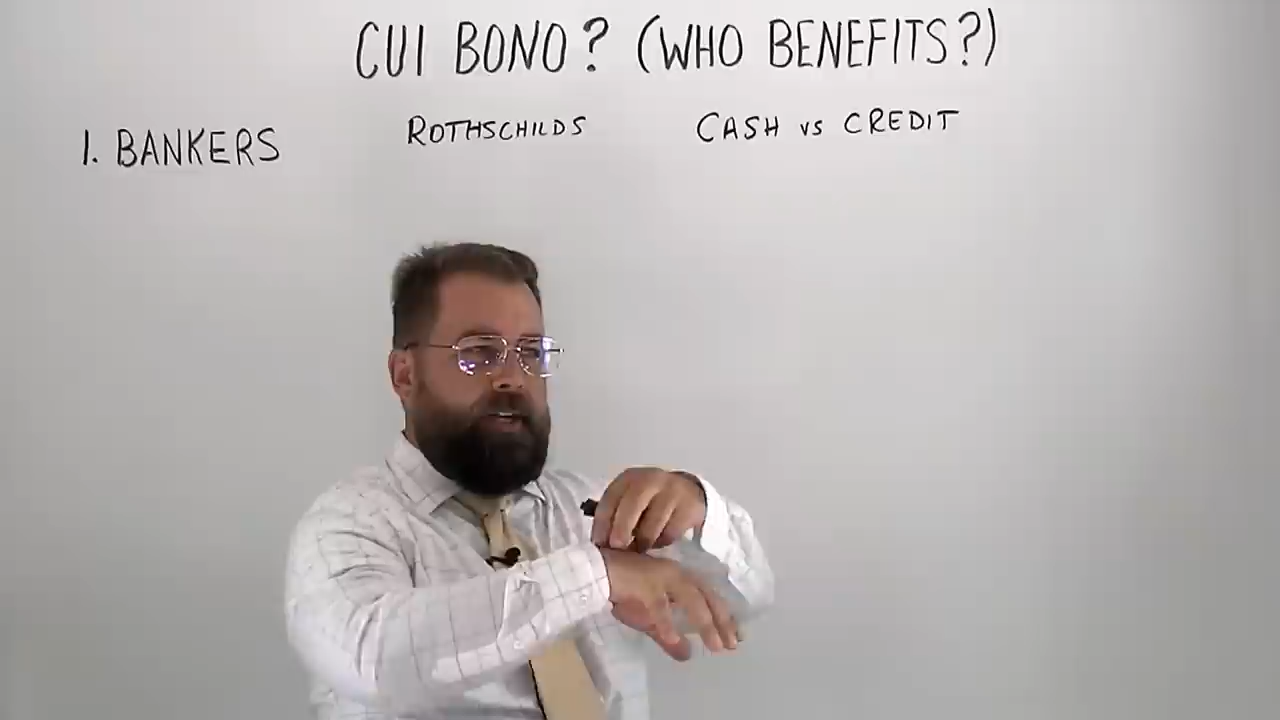 CUI BONO? (WHO BENEFITS?)
1. BANKERS ROTHSCHILDS CASH vs CREDIT